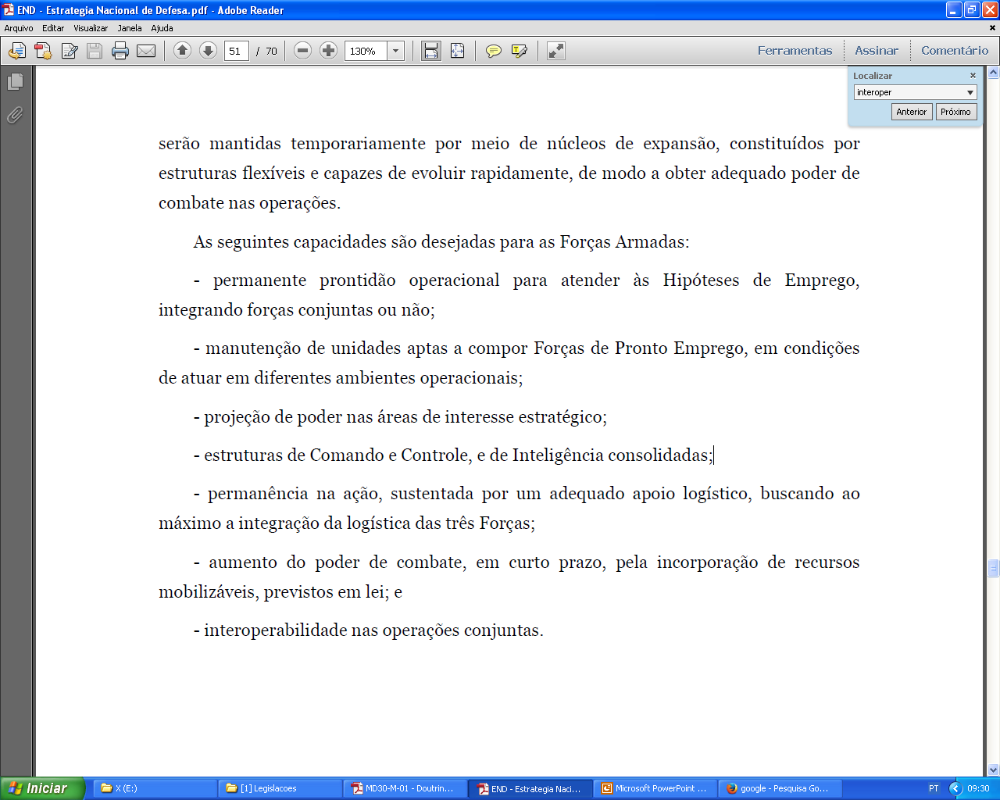 END - Estrategia Nacional de Defesa.pdf - Adobe Reader
Arquivo Editar Visualizar Janela Ajuda
51 / 70 130% Ferramentas Assinar Comentário
Localizar
interoper
Anterior Próximo
serão mantidas temporariamente por meio de núcleos de expansão, constituídos por
estruturas flexíveis e capazes de evoluir rapidamente, de modo a obter adequado poder de
combate nas operações.
As seguintes capacidades são desejadas para as Forças Armadas:
- permanente prontidão operacional para atender às Hipóteses de Emprego,
integrando forças conjuntas ou não;
- manutenção de unidades aptas a compor Forças de Pronto Emprego, em condições
de atuar em diferentes ambientes operacionais;
- projeção de poder nas áreas de interesse estratégico;
- estruturas de Comando e Controle, e de Inteligência consolidadas;
- permanência na ação, sustentada por um adequado apoio logístico, buscando ao
máximo a integração da logística das três Forças;
- aumento do poder de combate, em curto prazo, pela incorporação de recursos
mobilizáveis, previstos em lei; e
- interoperabilidade nas operações conjuntas.
Iniciar X (E:) [1] Legislacoes MD30-M-01 - Doutrin... END - Estrategia Naci... Microsoft PowerPoint ... google - Pesquisa Go... PT 09:30